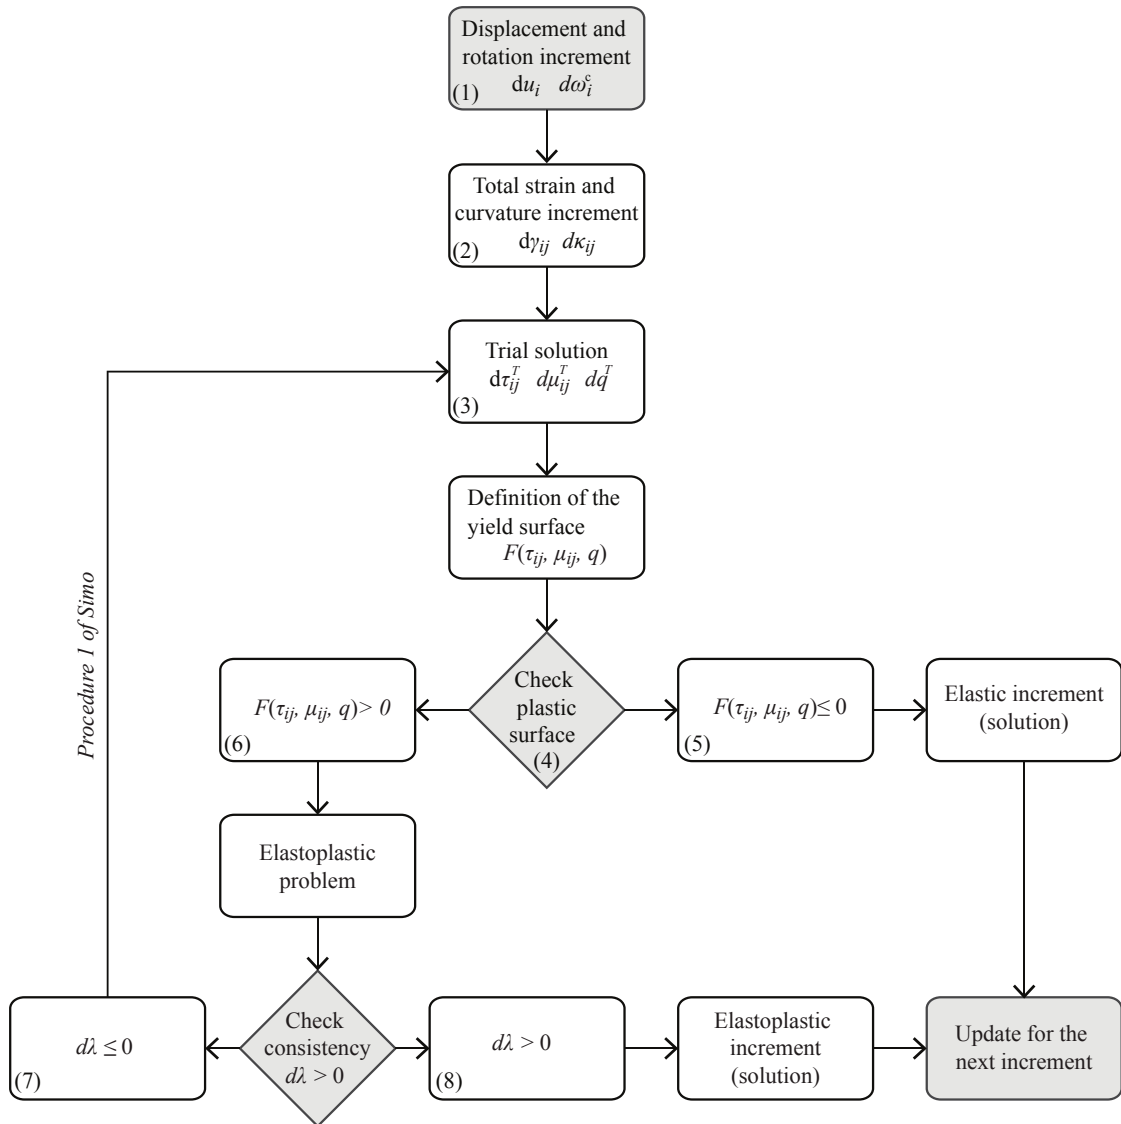 Displacement and
rotation increment
du_i dω_i^c
(1)
Total strain and
curvature increment
dγ_ij dκ_ij
(2)
Trial solution
dτ_ij^T dμ_ij^T dq^T
(3)
Definition of the
yield surface
F(τ_ij, μ_ij, q)
Procedure 1 of Simo
Check
plastic
surface
(4)
F(τ_ij, μ_ij, q) > 0
(6)
F(τ_ij, μ_ij, q) ≤ 0
(5)
Elastic increment
(solution)
Elastoplastic
problem
Check
consistency
dλ > 0
dλ ≤ 0
(7)
dλ > 0
(8)
Elastoplastic
increment
(solution)
Update for the
next increment